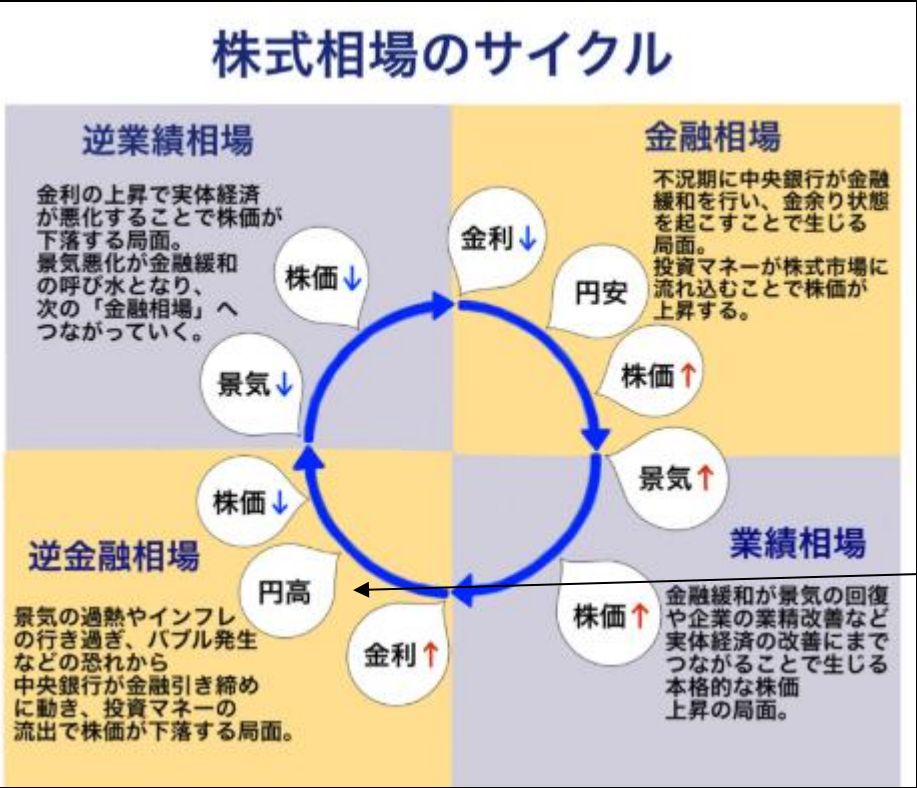 株式相場のサイクル
逆業績相場
金利の上昇で実体経済
が悪化することで株価が
下落する局面。
景気悪化が金融緩和
の呼び水となり、
次の「金融相場」へ
つながっていく。
株価↓
景気↓
金融相場
不況期に中央銀行が金融
緩和を行い、金余り状態
を起こすことで生じる
局面。
投資マネーが株式市場に
流れ込むことで株価が
上昇する。
金利↓
円安
株価↑
逆金融相場
景気の過熱やインフレ
の行き過ぎ、バブル発生
などの恐れから
中央銀行が金融引き締め
に動き、投資マネーの
流出で株価が下落する局面。
株価↓
円高
金利↑
業績相場
金融緩和が景気の回復
や企業の業精改善など
実体経済の改善にまで
つながることで生じる
本格的な株価
上昇の局面。
景気↑
株価↑